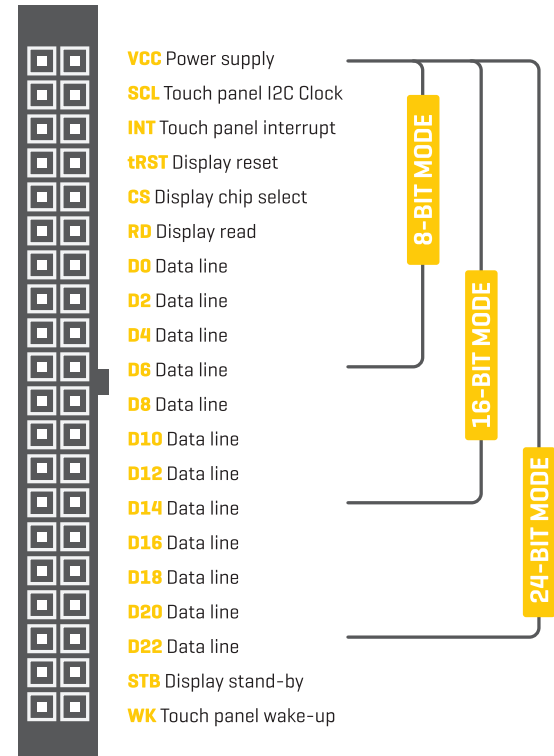 VCC Power supply
SCL Touch panel I2C Clock
INT Touch panel interrupt
tRST Display reset
CS Display chip select
RD Display read
D0 Data line
D2 Data line
D4 Data line
D6 Data line
D8 Data line
D10 Data line
D12 Data line
D14 Data line
D16 Data line
D18 Data line
D20 Data line
D22 Data line
STB Display stand-by
WK Touch panel wake-up
8-BIT MODE
16-BIT MODE
24-BIT MODE